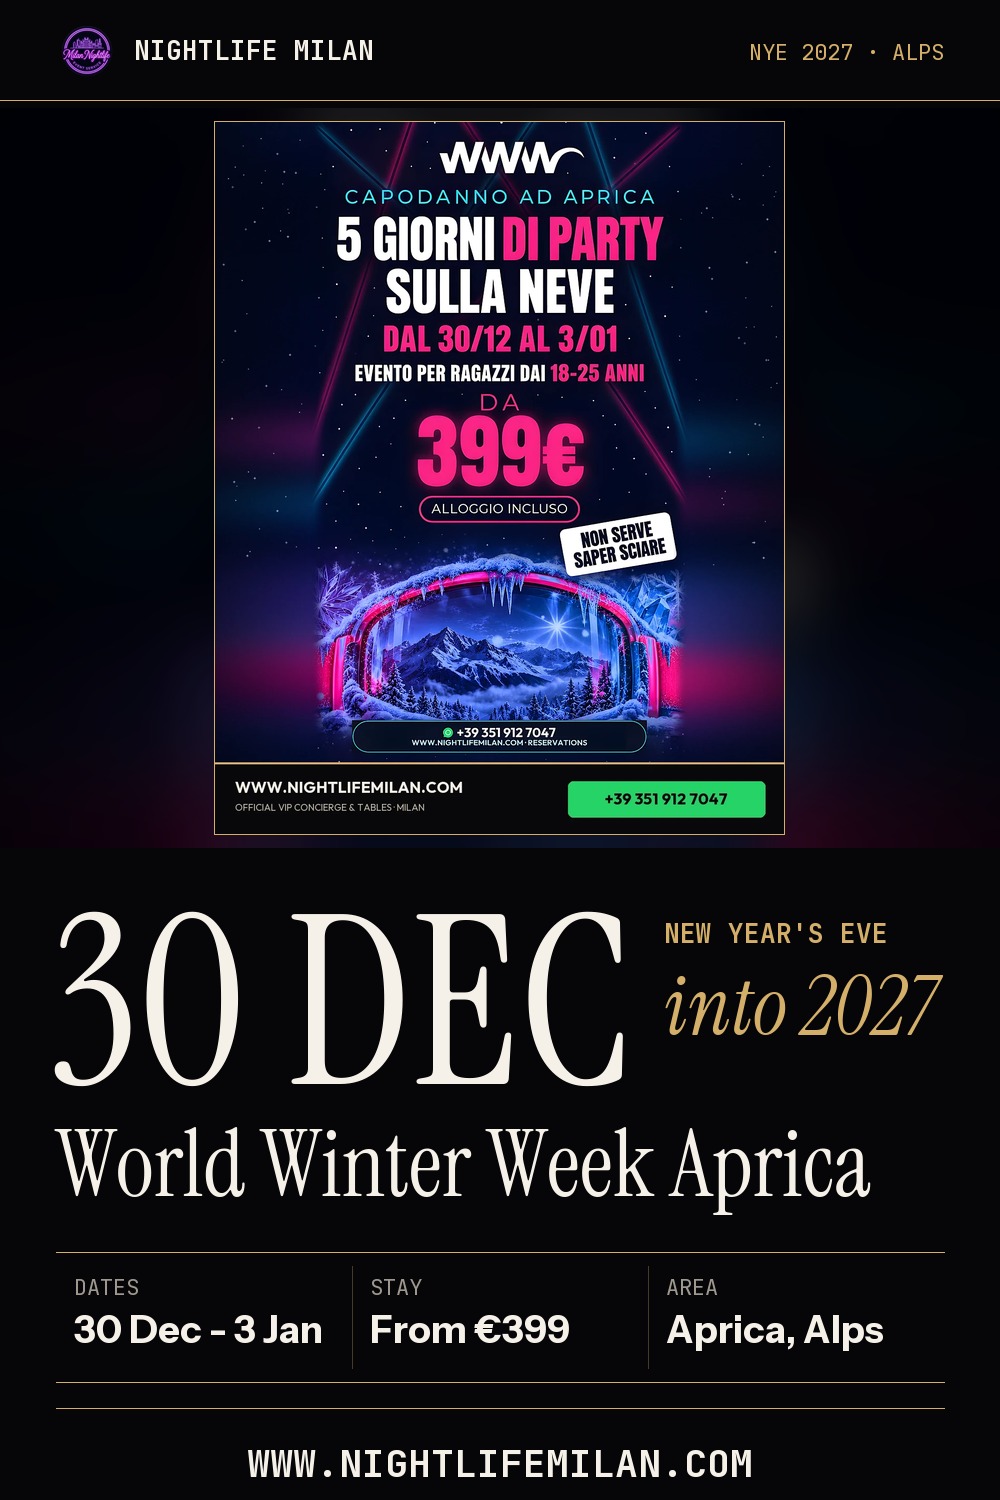 Milan Nightlife
NIGHTLIFE MILAN
NYE 2027 · ALPS
WWW
CAPODANNO AD APRICA
5 GIORNI DI PARTY
SULLA NEVE
DAL 30/12 AL 3/01
EVENTO PER RAGAZZI DAI 18-25 ANNI
DA
399€
ALLOGGIO INCLUSO
NON SERVE
SAPER SCIARE
+39 351 912 7047
WWW.NIGHTLIFEMILAN.COM · RESERVATIONS
WWW.NIGHTLIFEMILAN.COM
OFFICIAL VIP CONCIERGE & TABLES · MILAN
+39 351 912 7047
30 DEC
NEW YEAR'S EVE
into 2027
World Winter Week Aprica
DATES
30 Dec - 3 Jan
STAY
From €399
AREA
Aprica, Alps
WWW.NIGHTLIFEMILAN.COM